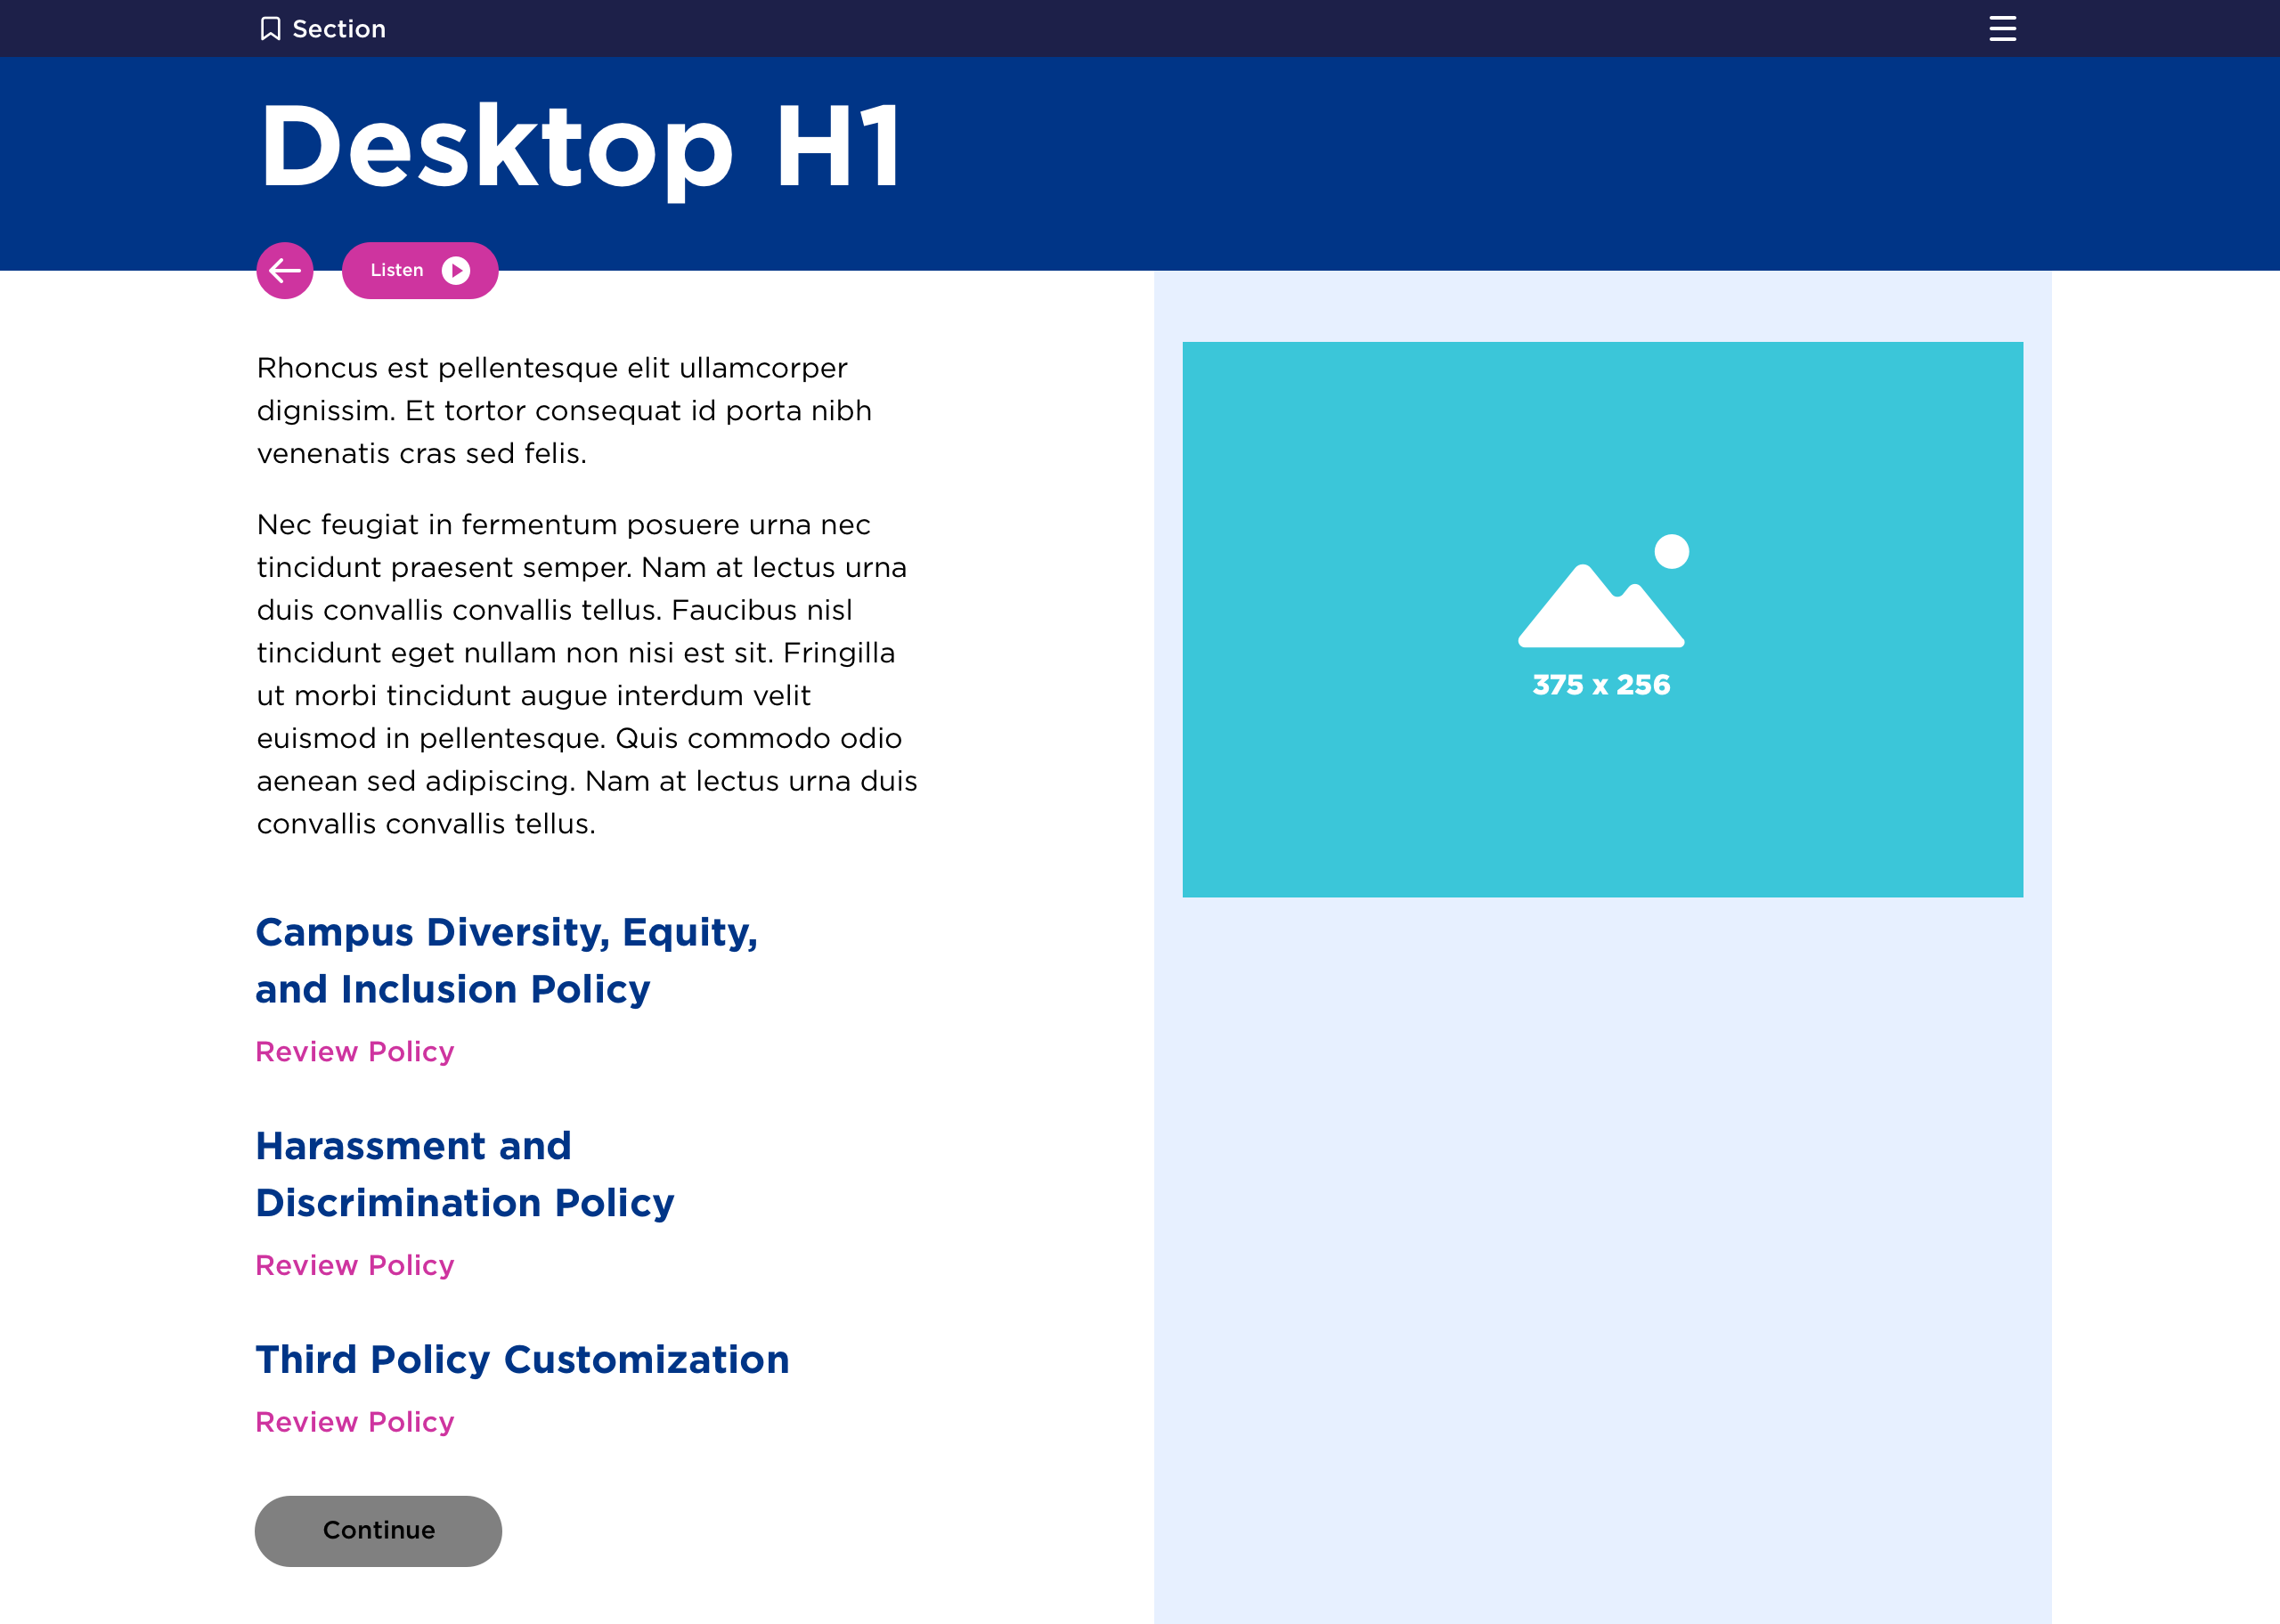 Section
Desktop H1
Listen
Rhoncus est pellentesque elit ullamcorper
dignissim. Et tortor consequat id porta nibh
venenatis cras sed felis.
Nec feugiat in fermentum posuere urna nec
tincidunt praesent semper. Nam at lectus urna
duis convallis convallis tellus. Faucibus nisl
tincidunt eget nullam non nisi est sit. Fringilla
ut morbi tincidunt augue interdum velit
euismod in pellentesque. Quis commodo odio
aenean sed adipiscing. Nam at lectus urna duis
convallis convallis tellus.
Campus Diversity, Equity,
and Inclusion Policy
Review Policy
Harassment and
Discrimination Policy
Review Policy
Third Policy Customization
Review Policy
Continue
375 x 256